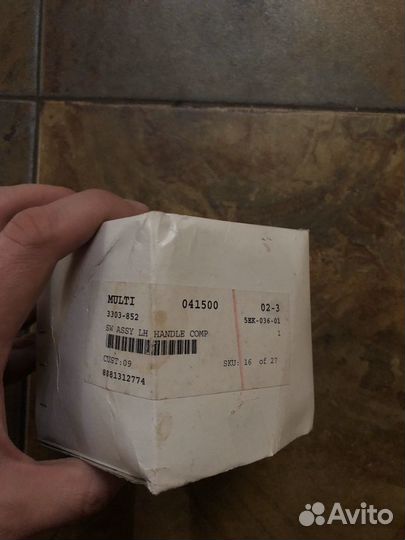 MULTI 041500 02-3
3303-852 5EK-036-01
SW ASSY LH HANDLE COMP 1
CUST:09 SKU: 16 of 27
8081312774
Avito